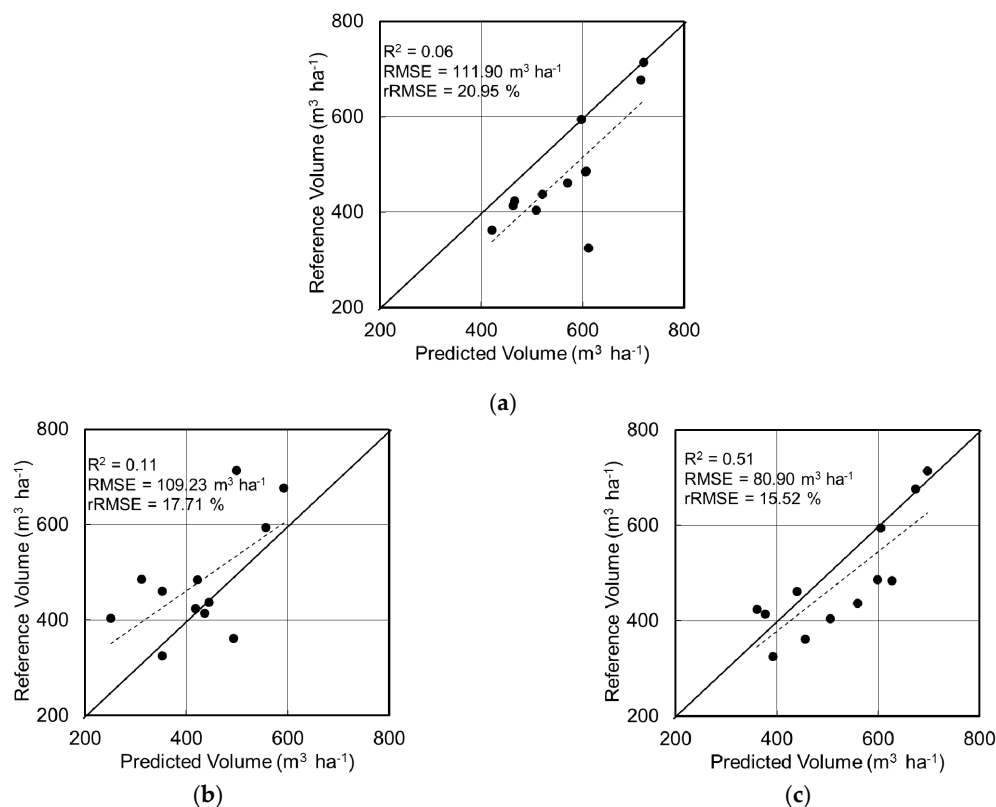 800
R² = 0.06
RMSE = 111.90 m³ ha⁻¹
rRMSE = 20.95 %
600
400
200
Reference Volume (m³ ha⁻¹)
200 400 600 800
Predicted Volume (m³ ha⁻¹)
(a)
800
R² = 0.11
RMSE = 109.23 m³ ha⁻¹
rRMSE = 17.71 %
600
400
200
Reference Volume (m³ ha⁻¹)
200 400 600 800
Predicted Volume (m³ ha⁻¹)
(b)
800
R² = 0.51
RMSE = 80.90 m³ ha⁻¹
rRMSE = 15.52 %
600
400
200
Reference Volume (m³ ha⁻¹)
200 400 600 800
Predicted Volume (m³ ha⁻¹)
(c)